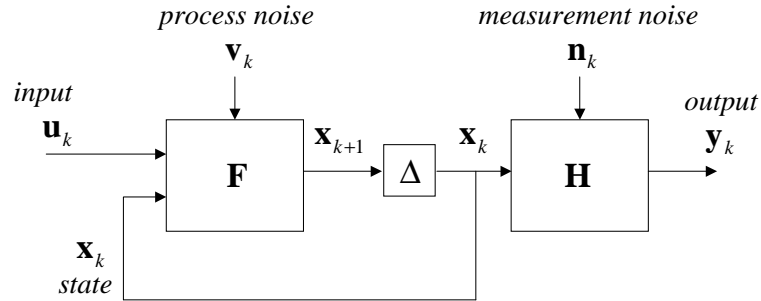 process noise
v_k
measurement noise
n_k
input
u_k
output
y_k
x_{k+1}
x_k
F
Δ
H
x_k
state